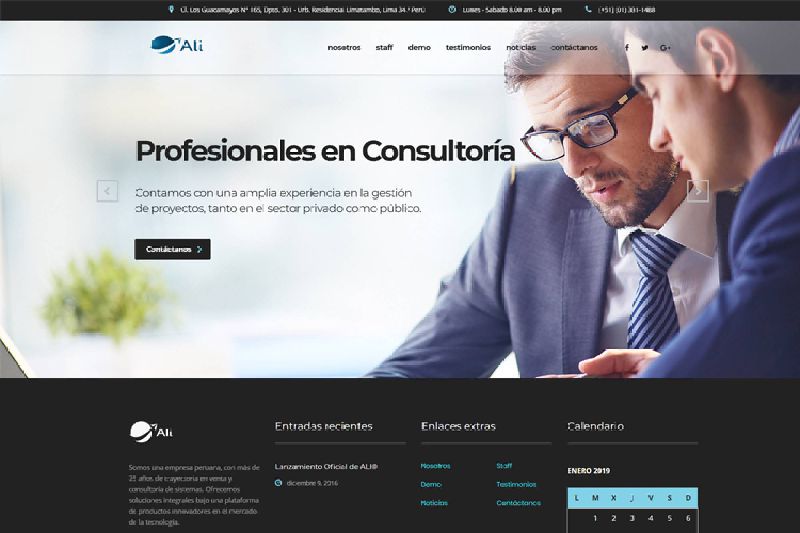 Cl. Los Guacamayos N° 165, Dpto. 301 - Urb. Residencial Limatambo, Lima 34.° Perú
Lunes - Sabado 8.00 am - 8.00 pm
(+51) (01) 301-1488
Ali
nosotros staff demo testimonios noticias contáctanos
f G+
Profesionales en Consultoría
Contamos con una amplia experiencia en la gestión
de proyectos, tanto en el sector privado como público.
Contáctanos
Ali
Somos una empresa peruana, con más de
25 años de trayectoria en venta y
consultoría de sistemas. Ofrecemos
soluciones integrales bajo una plataforma
de productos innovadores en el mercado
de la tecnología.
Entradas recientes
Lanzamiento Oficial de ALI®
diciembre 9, 2016
Enlaces extras
Nosotros Staff
Demo Testimonios
Noticias Contáctanos
Calendario
ENERO 2019
L M X J V S D
1 2 3 4 5 6